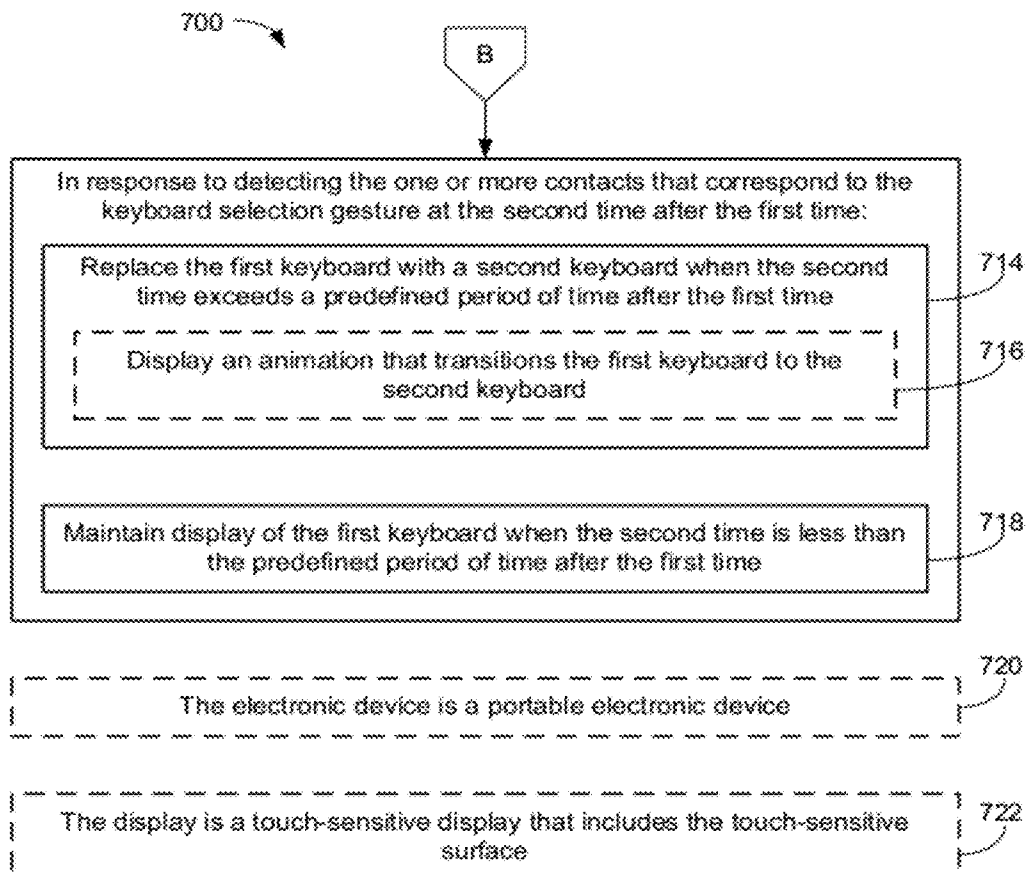 700
B
In response to detecting the one or more contacts that correspond to the
keyboard selection gesture at the second time after the first time:
Replace the first keyboard with a second keyboard when the second
time exceeds a predefined period of time after the first time
714
Display an animation that transitions the first keyboard to the
second keyboard
716
Maintain display of the first keyboard when the second time is less than
the predefined period of time after the first time
718
The electronic device is a portable electronic device
720
The display is a touch-sensitive display that includes the touch-sensitive
surface
722